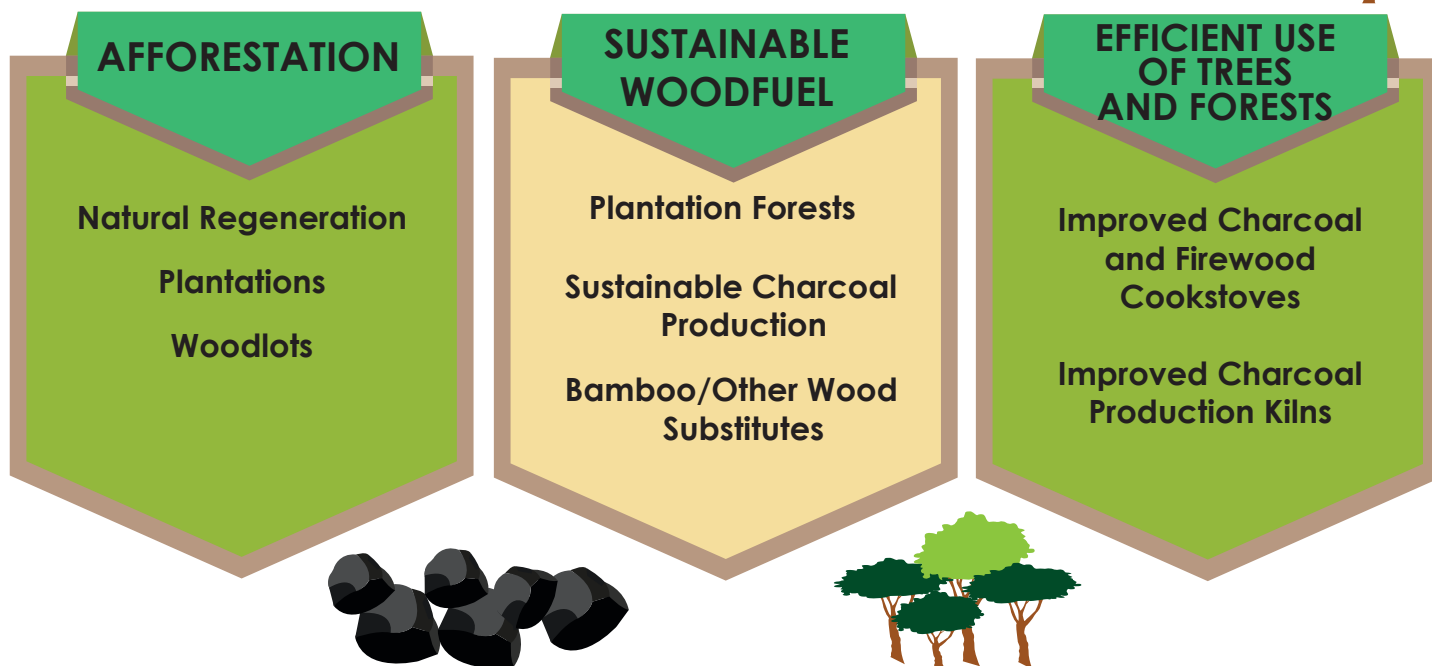 AFFORESTATION
Natural Regeneration
Plantations
Woodlots
SUSTAINABLE
WOODFUEL
Plantation Forests
Sustainable Charcoal
Production
Bamboo/Other Wood
Substitutes
EFFICIENT USE
OF TREES
AND FORESTS
Improved Charcoal
and Firewood
Cookstoves
Improved Charcoal
Production Kilns